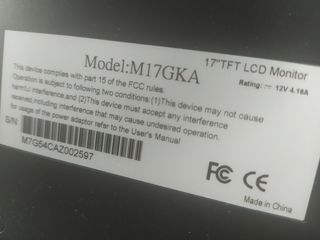 Model:M17GKA
17"TFT LCD Monitor
Rating: ⎓ 12V 4.16A
This device complies with part 15 of the FCC rules.
Operation is subject to following two conditions:(1)This device may not cause
harmful interference, and (2)This device must accept any interference
received,including interference that may cause undesired operation.
For usage of the power adaptor refer to the User's Manual
S/N:
M7G54CAZ002597
FC CE
Made in China